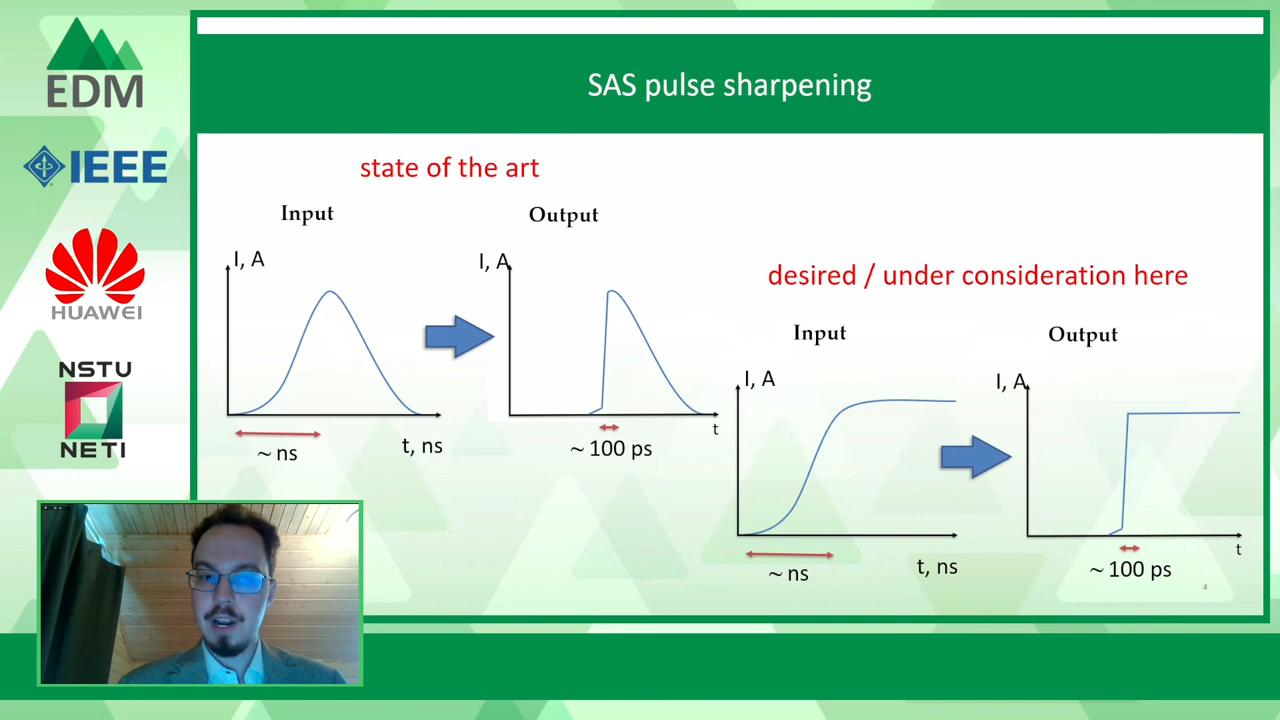 EDM
IEEE
HUAWEI
NSTU
NETI
SAS pulse sharpening
state of the art
Input
Output
I, A
I, A
~ ns
t, ns
~ 100 ps
t
desired / under consideration here
Input
Output
I, A
I, A
~ ns
t, ns
~ 100 ps
t
4